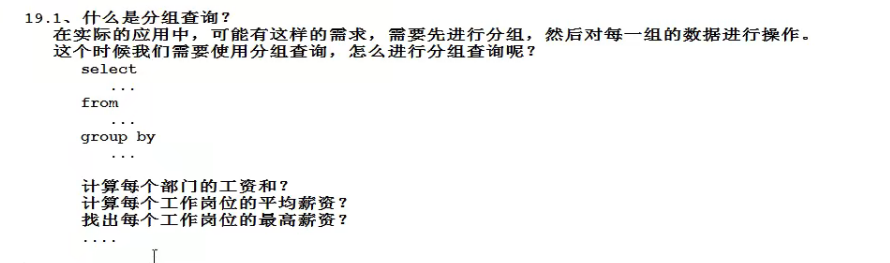 19.1、什么是分组查询？
在实际的应用中，可能有这样的需求，需要先进行分组，然后对每一组的数据进行操作。
这个时候我们需要使用分组查询，怎么进行分组查询呢？
select
...
from
...
group by
...
计算每个部门的工资和？
计算每个工作岗位的平均薪资？
找出每个工作岗位的最高薪资？
....